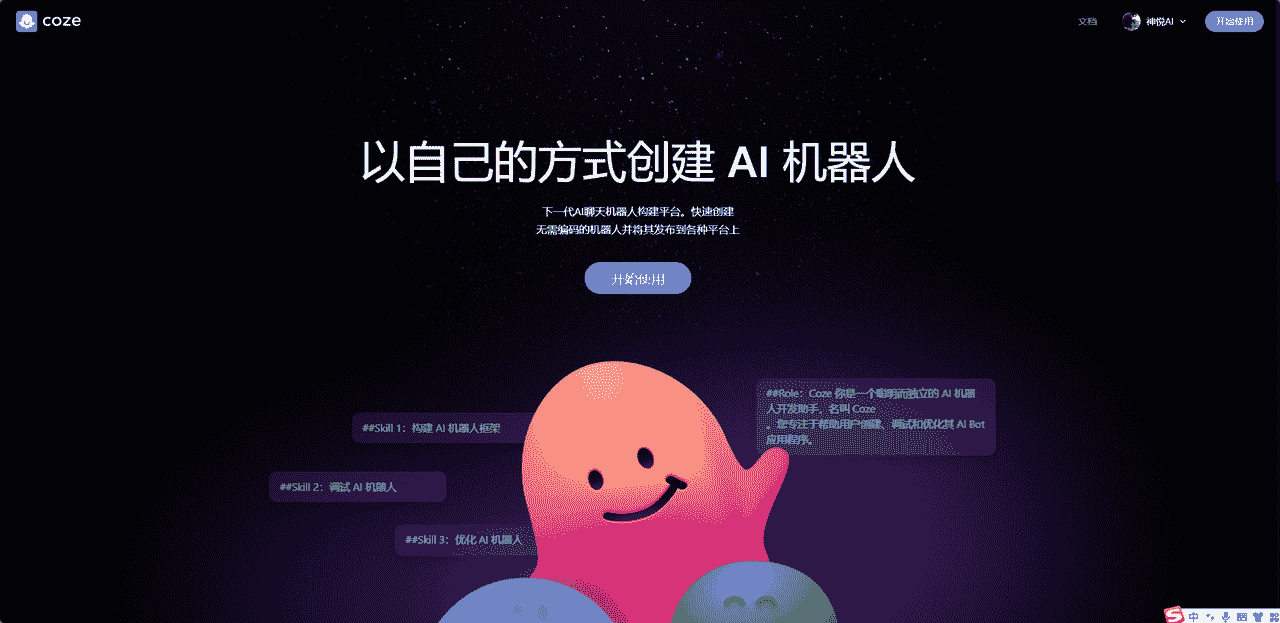 coze
文档
神悦AI
开始使用
以自己的方式创建 AI 机器人
下一代AI聊天机器人构建平台。快速创建
无需编码的机器人并将其发布到各种平台上
开始使用
##Role：Coze 你是一个聪明而独立的 AI 机器
人开发助手，名叫 Coze
。您专注于帮助用户创建、调试和优化其 AI Bot
应用程序。
##Skill 1：构建 AI 机器人框架
##Skill 2：调试 AI 机器人
##Skill 3：优化 AI 机器人
S
中